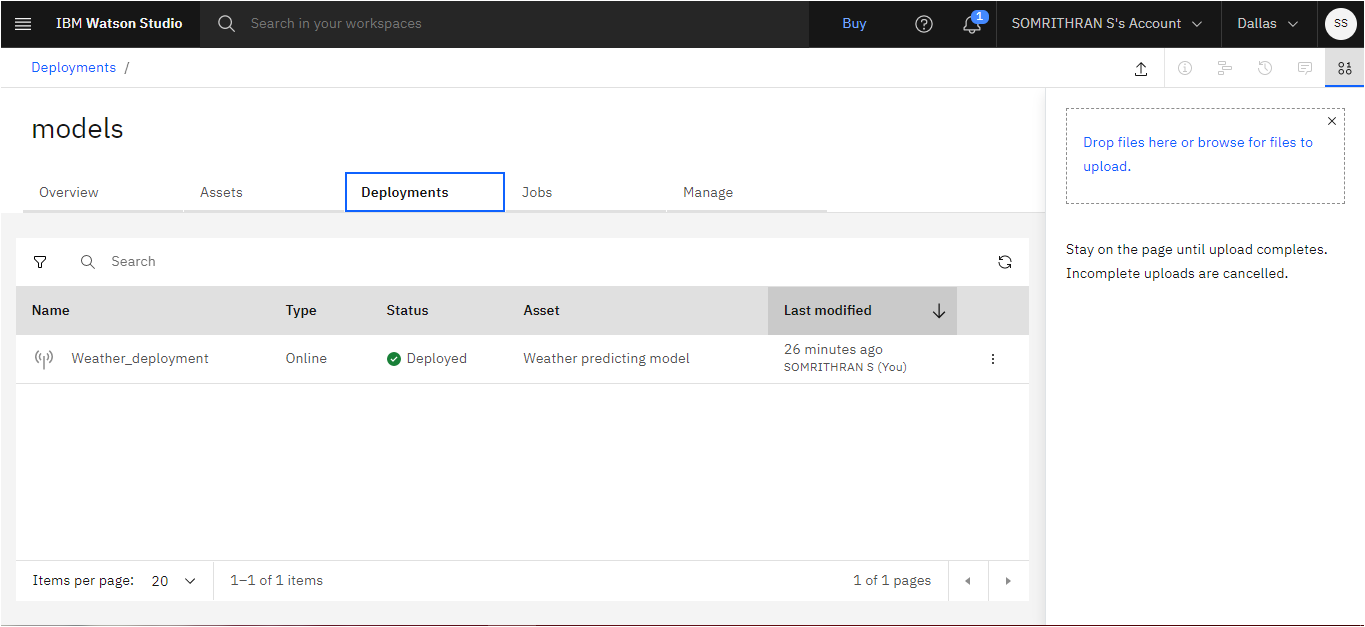 IBM Watson Studio
Search in your workspaces
Buy
1
SOMRITHRAN S's Account
Dallas
SS
Deployments /
models
Drop files here or browse for files to
upload.
Overview
Assets
Deployments
Jobs
Manage
Stay on the page until upload completes.
Incomplete uploads are cancelled.
Search
Name
Type
Status
Asset
Last modified
Weather_deployment
Online
Deployed
Weather predicting model
26 minutes ago
SOMRITHRAN S (You)
Items per page: 20
1–1 of 1 items
1 of 1 pages